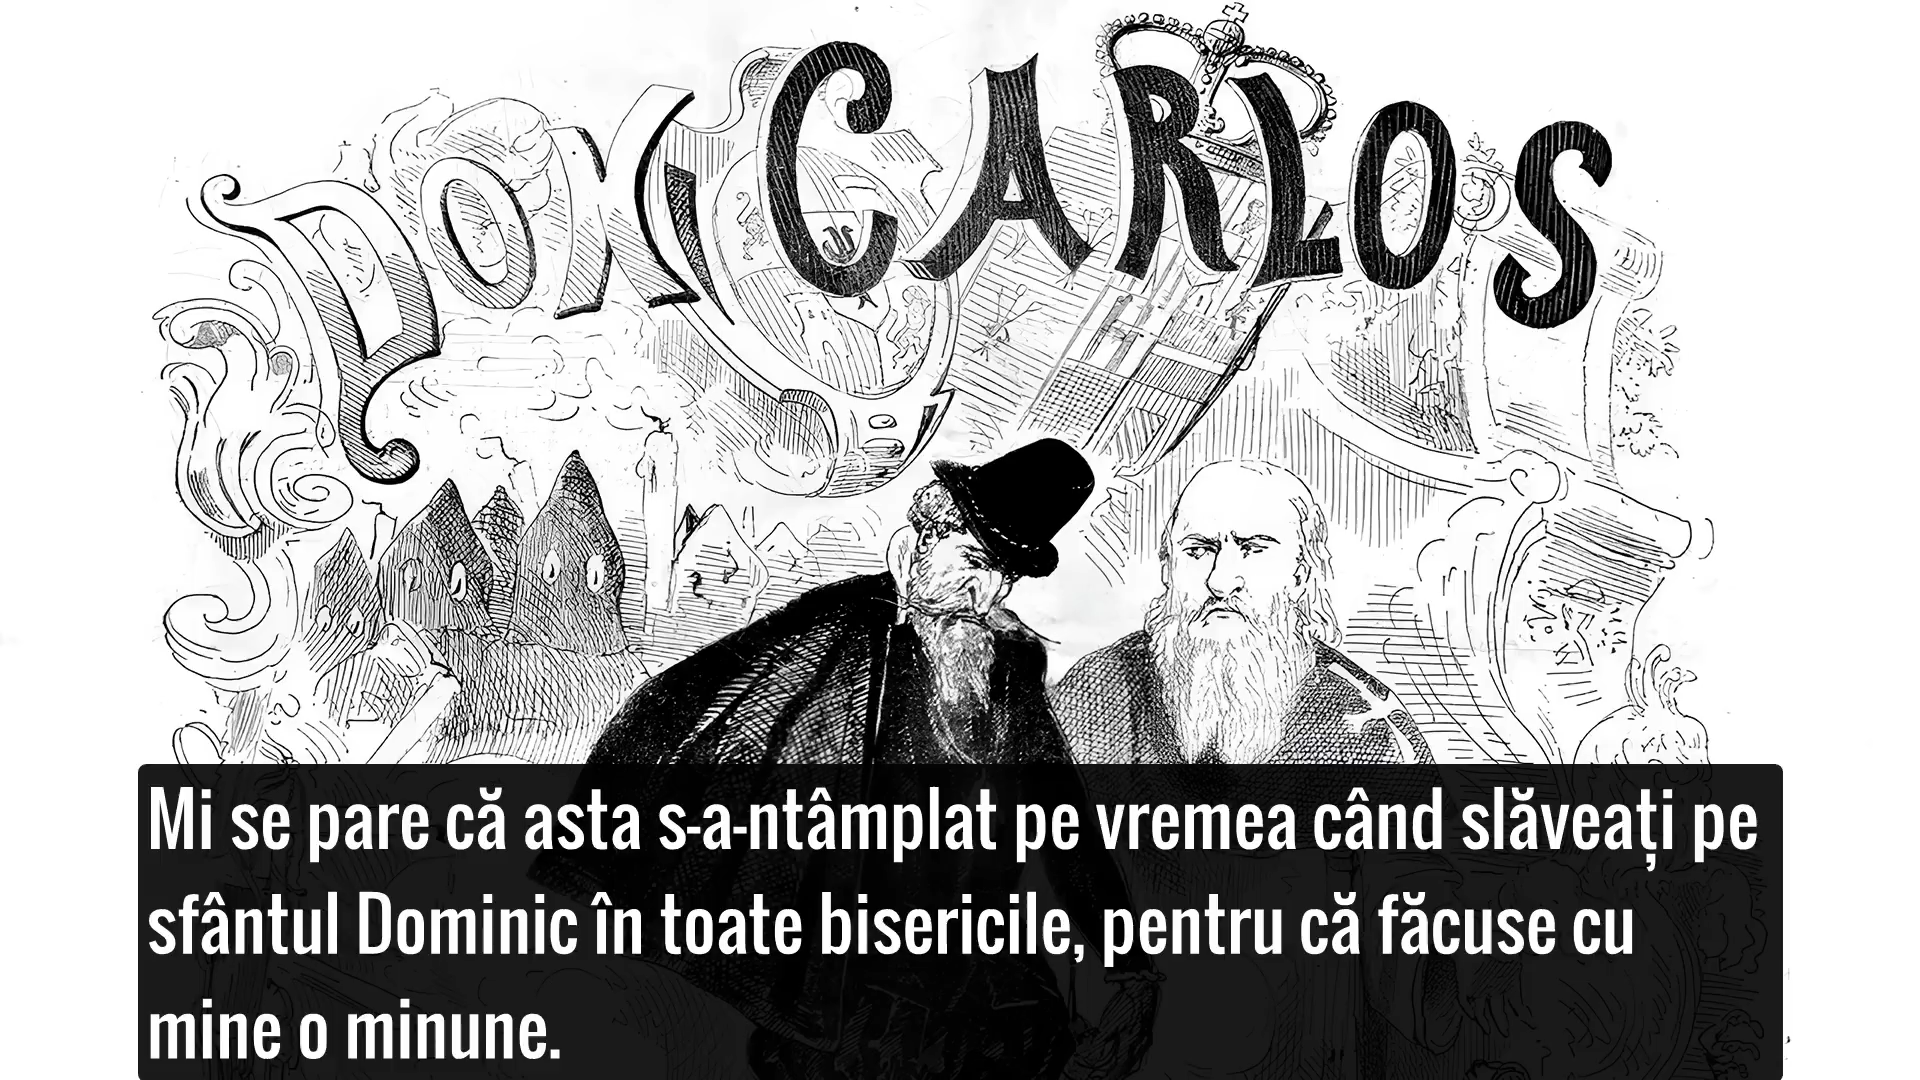 DON CARLOS
Mi se pare că asta s-a-ntâmplat pe vremea când slăveați pe
sfântul Dominic în toate bisericile, pentru că făcuse cu
mine o minune.